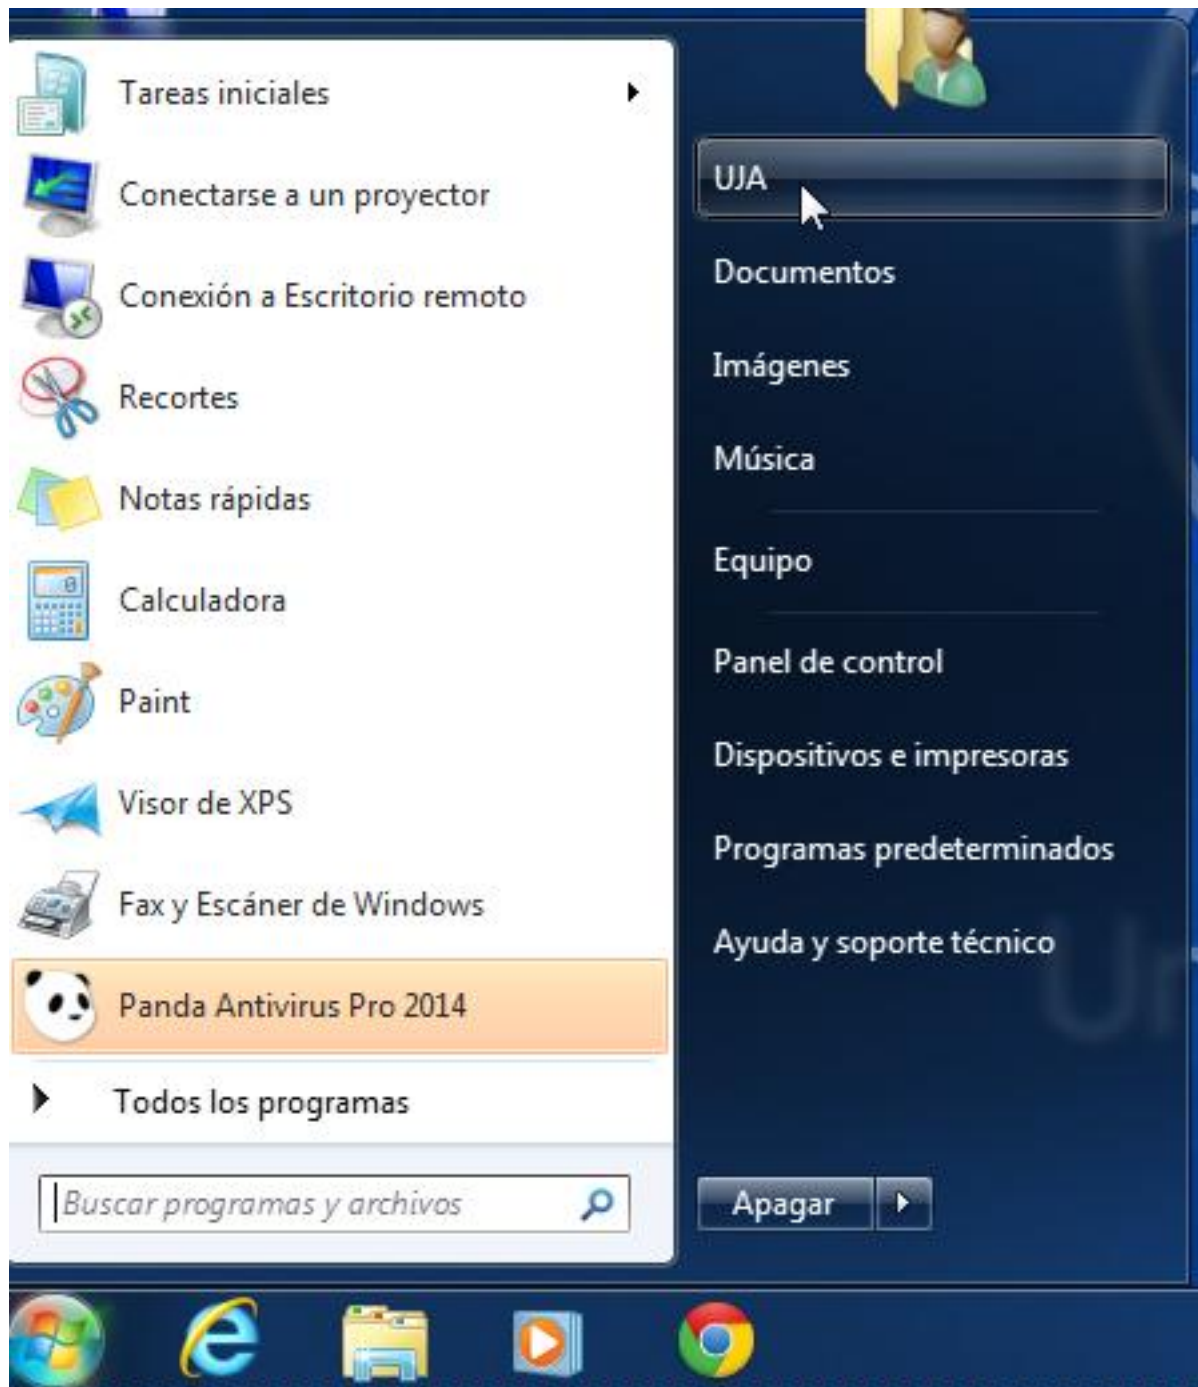 Tareas iniciales
Conectarse a un proyector
Conexión a Escritorio remoto
Recortes
Notas rápidas
Calculadora
Paint
Visor de XPS
Fax y Escáner de Windows
Panda Antivirus Pro 2014
Todos los programas
Buscar programas y archivos
UJA
Documentos
Imágenes
Música
Equipo
Panel de control
Dispositivos e impresoras
Programas predeterminados
Ayuda y soporte técnico
Un
Apagar